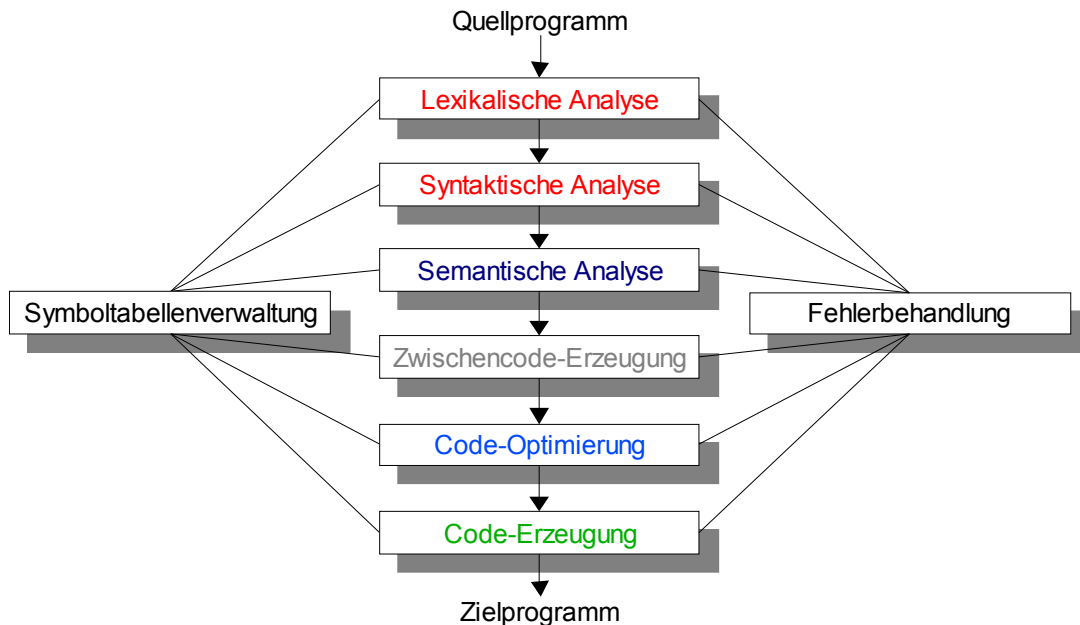 Quellprogramm
Lexikalische Analyse
Syntaktische Analyse
Semantische Analyse
Symboltabellenverwaltung
Fehlerbehandlung
Zwischencode-Erzeugung
Code-Optimierung
Code-Erzeugung
Zielprogramm